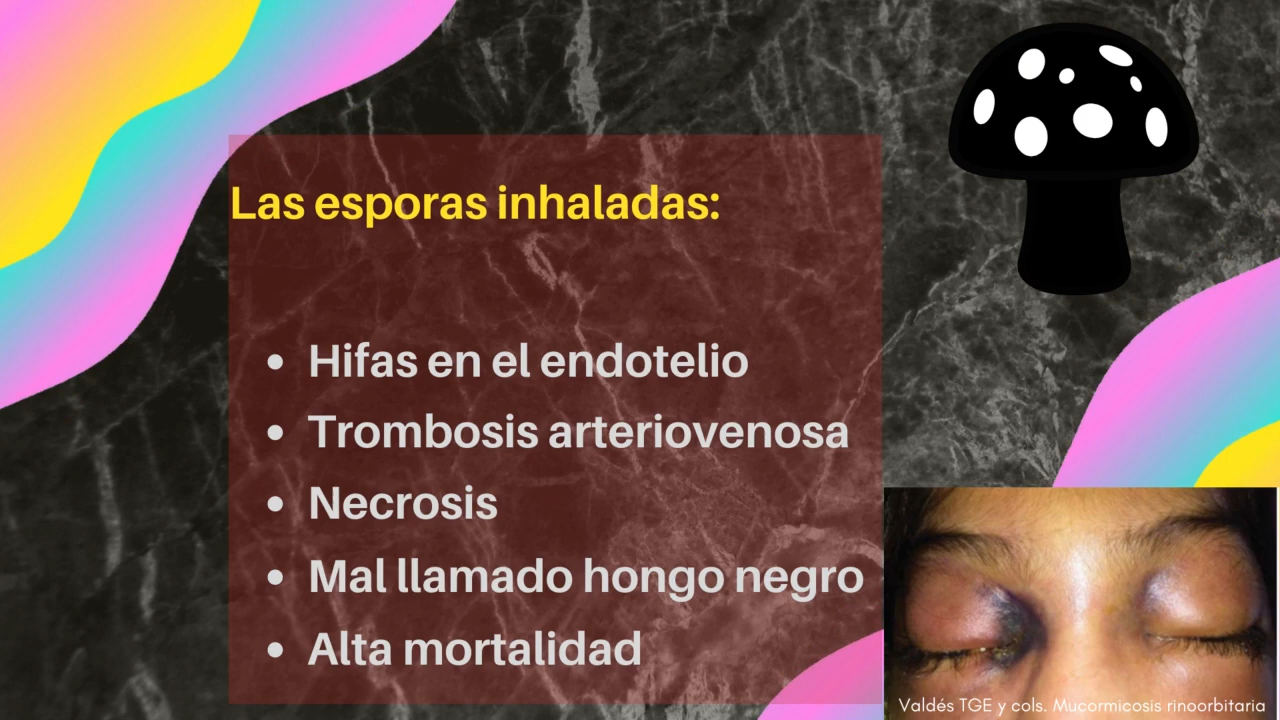 Las esporas inhaladas:
• Hifas en el endotelio
• Trombosis arteriovenosa
• Necrosis
• Mal llamado hongo negro
• Alta mortalidad
Valdés TGE y cols. Mucormicosis rinoorbitaria